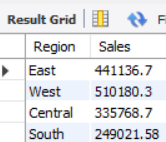 Result Grid
Region Sales
East 441136.7
West 510180.3
Central 335768.7
South 249021.58